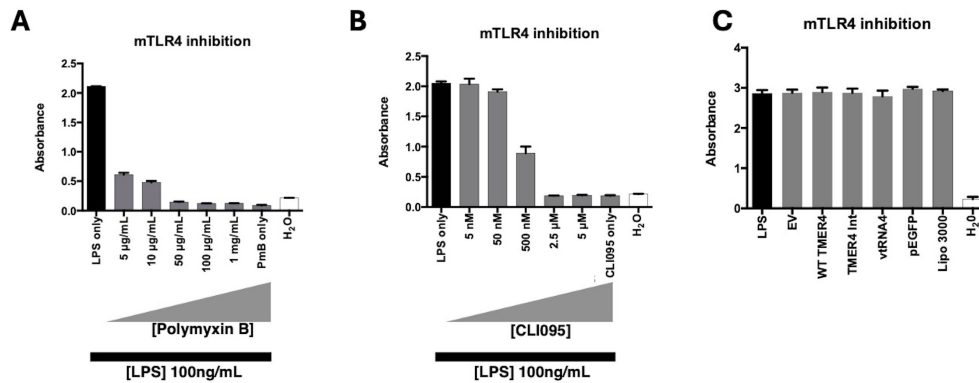 A
mTLR4 inhibition
Absorbance
2.5
2.0
1.5
1.0
0.5
0.0
LPS only
5 µg/mL
10 µg/mL
50 µg/mL
100 µg/mL
1 mg/mL
PmB only
H₂O
[Polymyxin B]
[LPS] 100ng/mL
B
mTLR4 inhibition
Absorbance
2.5
2.0
1.5
1.0
0.5
0.0
LPS only
5 nM
50 nM
500 nM
2.5 µM
5 µM
CLI095 only
H₂O
[CLI095]
[LPS] 100ng/mL
C
mTLR4 inhibition
Absorbance
4
3
2
1
0
LPS
EV
WT TMER4
TMER4 Int
vtRNA4
pEGFP
Lipo 3000
H₂O